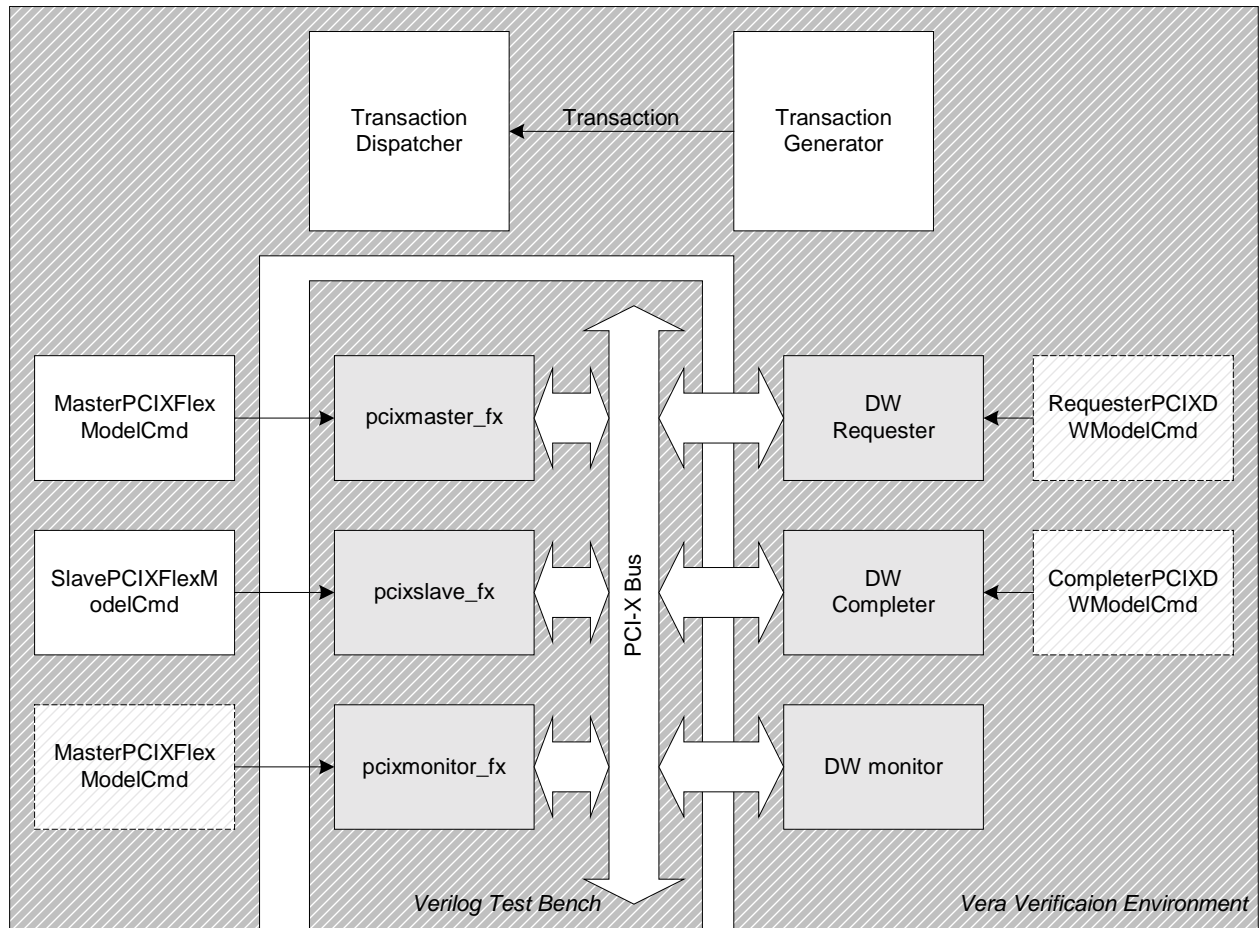 Transaction
Dispatcher
Transaction
Transaction
Generator
MasterPCIXFlex
ModelCmd
pcixmaster_fx
DW
Requester
RequesterPCIXD
WModelCmd
SlavePCIXFlexM
odelCmd
pcixslave_fx
PCI-X Bus
DW
Completer
CompleterPCIXD
WModelCmd
MasterPCIXFlex
ModelCmd
pcixmonitor_fx
DW monitor
Verilog Test Bench
Vera Verificaion Environment